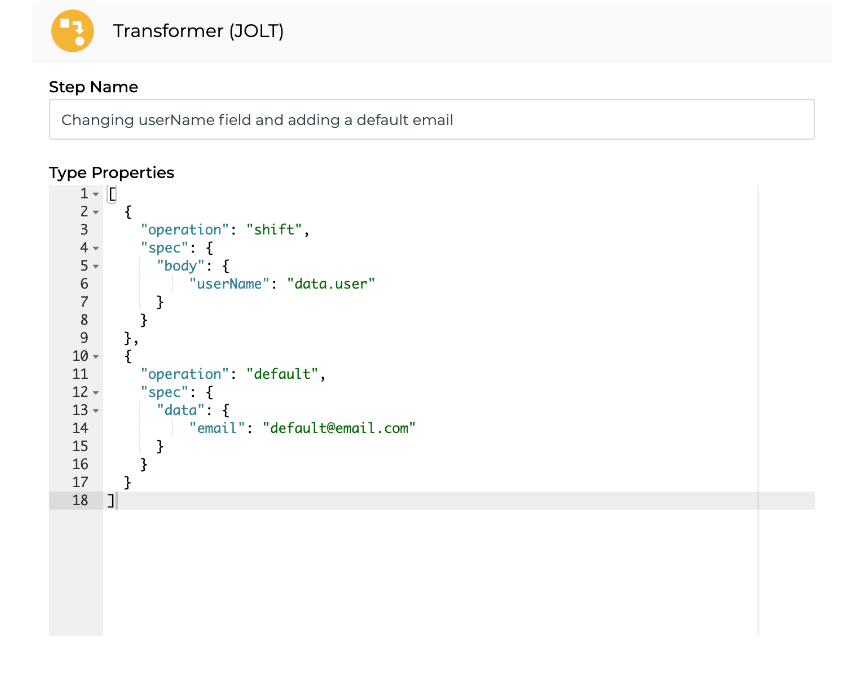 Transformer (JOLT)
Step Name
Changing userName field and adding a default email
Type Properties
1 [
2 {
3 "operation": "shift",
4 "spec": {
5 "body": {
6 "userName": "data.user"
7 }
8 }
9 },
10 {
11 "operation": "default",
12 "spec": {
13 "data": {
14 "email": "default@email.com"
15 }
16 }
17 }
18 ]